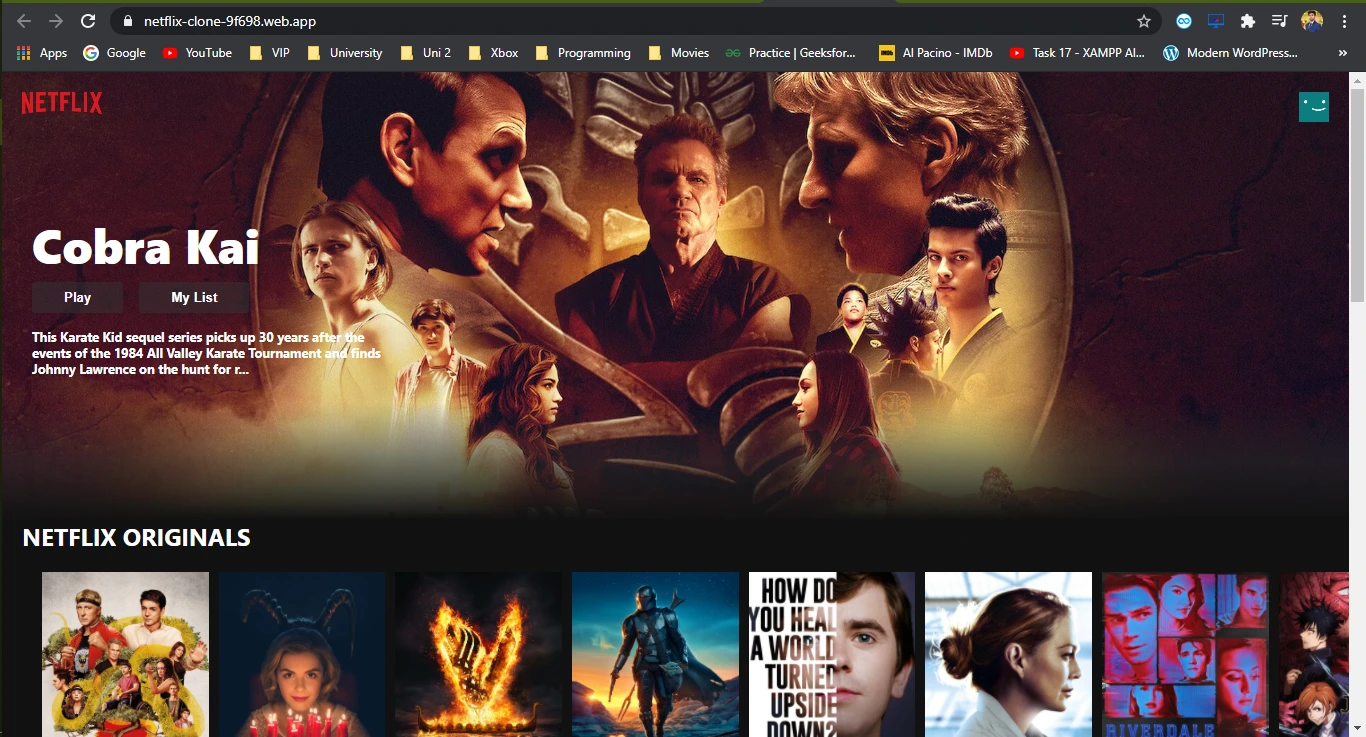 netflix-clone-9f698.web.app
Apps
Google
YouTube
VIP
University
Uni 2
Xbox
Programming
Movies
Practice | Geeksfor...
IMDb
Al Pacino - IMDb
Task 17 - XAMPP Al...
Modern WordPress...
»
NETFLIX
Cobra Kai
Play
My List
This Karate Kid sequel series picks up 30 years after the
events of the 1984 All Valley Karate Tournament and finds
Johnny Lawrence on the hunt for r...
NETFLIX ORIGINALS
HOW DO
YOU HEAL
A WORLD
TURNED
UPSIDE
DOWN?
RIVERDALE